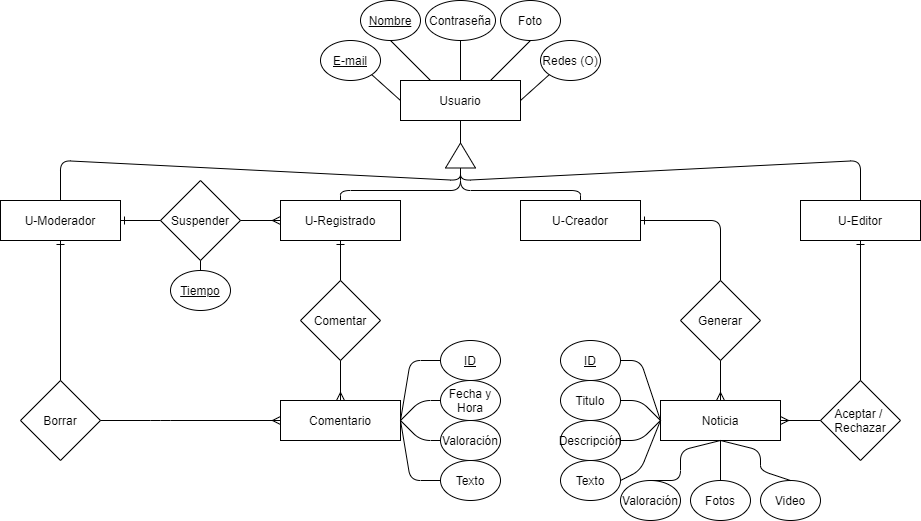 Nombre
Contraseña
Foto
E-mail
Redes (O)
Usuario
U-Moderador
Suspender
U-Registrado
U-Creador
U-Editor
Tiempo
Comentar
Generar
ID
ID
Fecha y
Hora
Titulo
Borrar
Comentario
Noticia
Aceptar /
Rechazar
Valoración
Descripción
Texto
Texto
Valoración
Fotos
Video